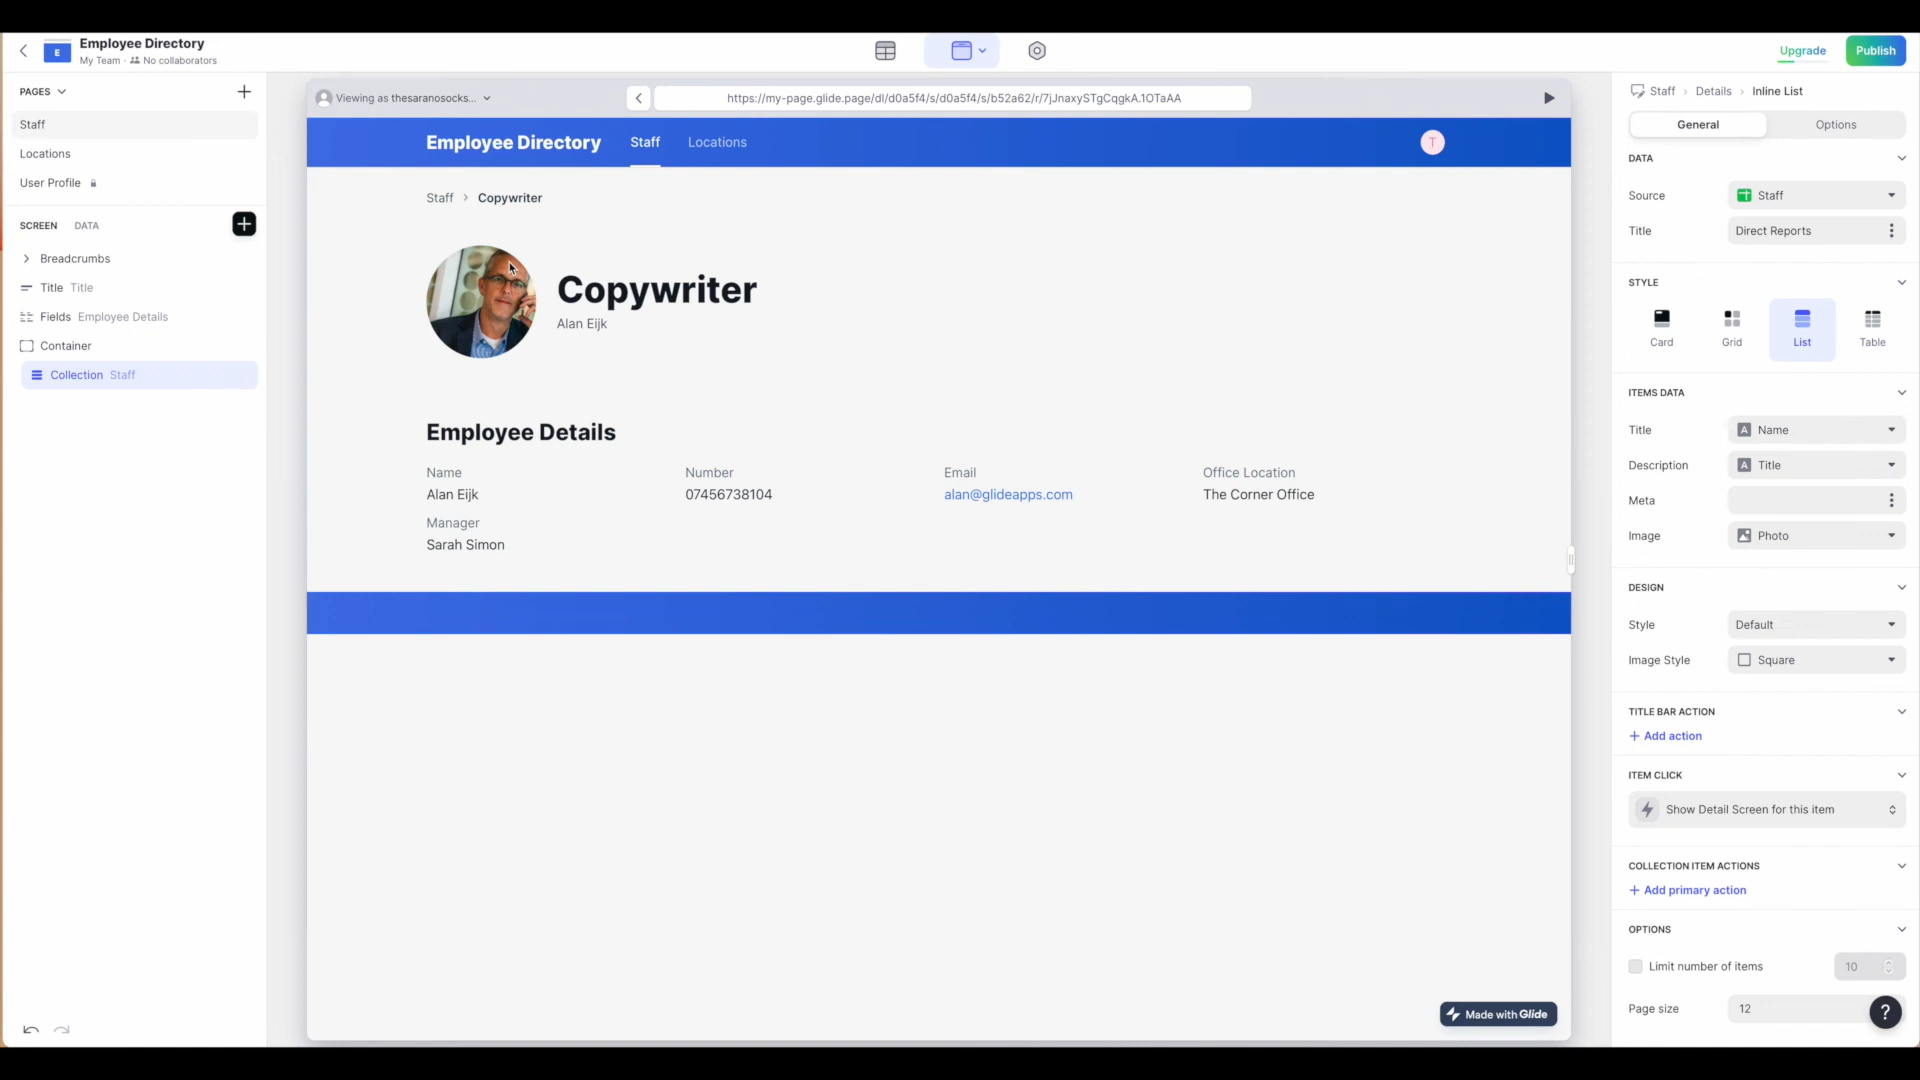 E
Employee Directory
My Team · No collaborators
Upgrade
Publish
PAGES
Staff
Locations
User Profile
SCREEN
DATA
Breadcrumbs
Title Title
Fields Employee Details
Container
Collection Staff
Viewing as thesaranosocks...
https://my-page.glide.page/dl/d0a5f4/s/d0a5f4/s/b52a62/r/7jJnaxySTgCqgkA.1OTaAA
Employee Directory
Staff
Locations
T
Staff > Copywriter
Copywriter
Alan Eijk
Employee Details
Name
Number
Email
Office Location
Alan Eijk
07456738104
alan@glideapps.com
The Corner Office
Manager
Sarah Simon
Made with Glide
Staff > Details > Inline List
General
Options
DATA
Source
Staff
Title
Direct Reports
STYLE
Card
Grid
List
Table
ITEMS DATA
Title
A Name
Description
A Title
Meta
Image
Photo
DESIGN
Style
Default
Image Style
Square
TITLE BAR ACTION
+ Add action
ITEM CLICK
Show Detail Screen for this item
COLLECTION ITEM ACTIONS
+ Add primary action
OPTIONS
Limit number of items
10
Page size
12
?